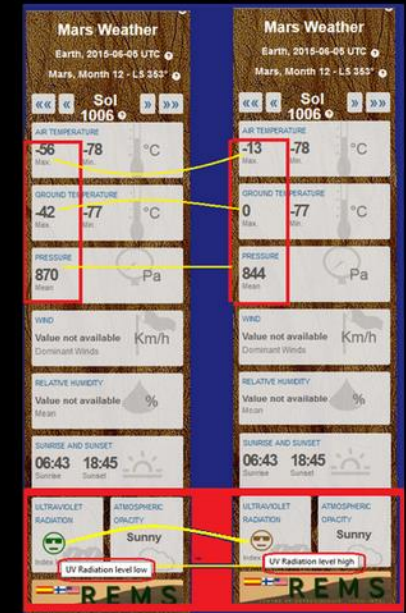 Mars Weather
Earth, 2015-06-05 UTC
Mars, Month 12 - LS 353°
«« « Sol » »»
1006
AIR TEMPERATURE
-56 -78 °C
Max. Min.
GROUND TEMPERATURE
-42 -77 °C
Max. Min.
PRESSURE
870 Pa
Mean
WIND
Value not available Km/h
Dominant Winds
RELATIVE HUMIDITY
Value not available %
Mean
SUNRISE AND SUNSET
06:43 18:45
Sunrise Sunset
ULTRAVIOLET ATMOSPHERIC
RADIATION OPACITY
Sunny
Index
UV Radiation level low
REMS
Mars Weather
Earth, 2015-06-05 UTC
Mars, Month 12 - LS 353°
«« « Sol » »»
1006
AIR TEMPERATURE
-13 -78 °C
Max. Min.
GROUND TEMPERATURE
0 -77 °C
Max. Min.
PRESSURE
844 Pa
Mean
WIND
Value not available Km/h
Dominant Winds
RELATIVE HUMIDITY
Value not available %
Mean
SUNRISE AND SUNSET
06:43 18:45
Sunrise Sunset
ULTRAVIOLET ATMOSPHERIC
RADIATION OPACITY
Sunny
Index
UV Radiation level high
REMS